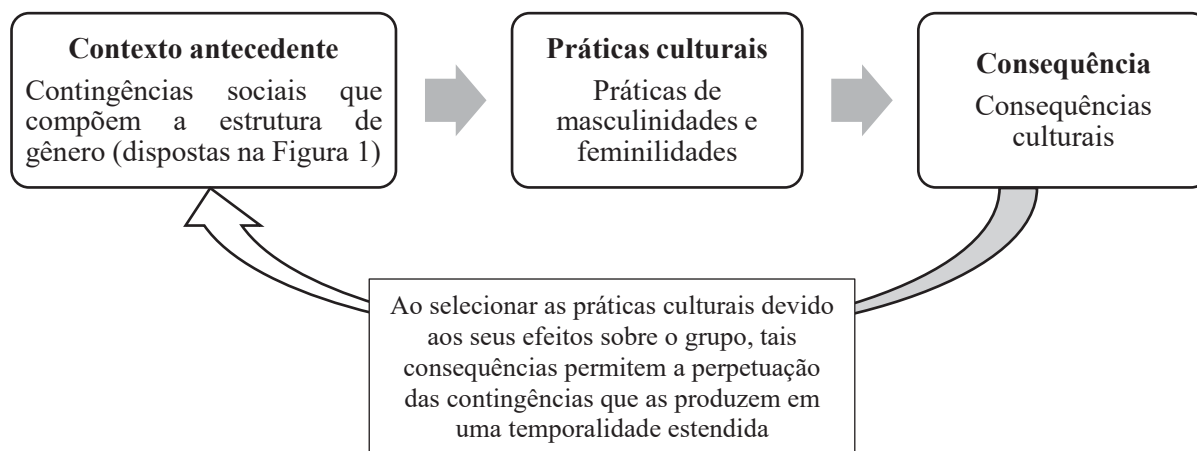 Contexto antecedente
Contingências sociais que
compõem a estrutura de
gênero (dispostas na Figura 1)
Práticas culturais
Práticas de
masculinidades e
feminilidades
Consequência
Consequências
culturais
Ao selecionar as práticas culturais devido
aos seus efeitos sobre o grupo, tais
consequências permitem a perpetuação
das contingências que as produzem em
uma temporalidade estendida